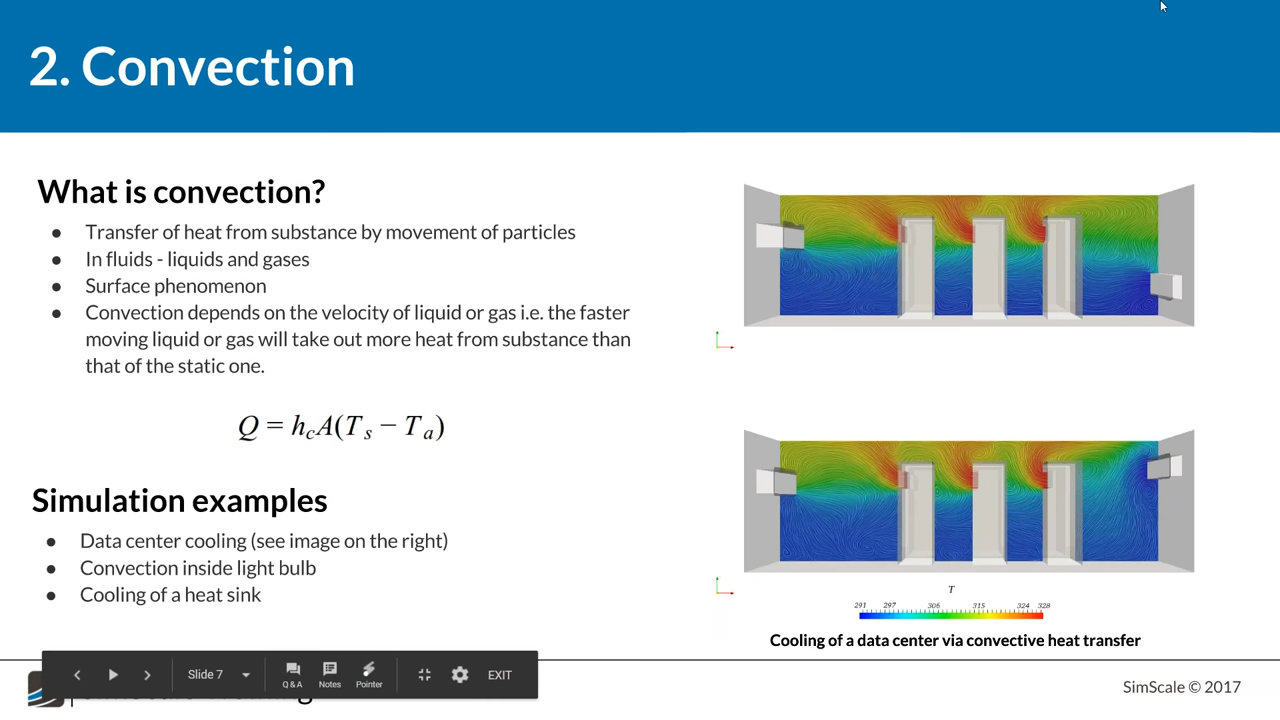 2. Convection
What is convection?
● Transfer of heat from substance by movement of particles
● In fluids - liquids and gases
● Surface phenomenon
● Convection depends on the velocity of liquid or gas i.e. the faster
moving liquid or gas will take out more heat from substance than
that of the static one.
Q = h_c A(T_s − T_a)
Simulation examples
● Data center cooling (see image on the right)
● Convection inside light bulb
● Cooling of a heat sink
T
291 297 306 315 324 328
Cooling of a data center via convective heat transfer
Slide 7
Q & A Notes Pointer
EXIT
SimScale © 2017